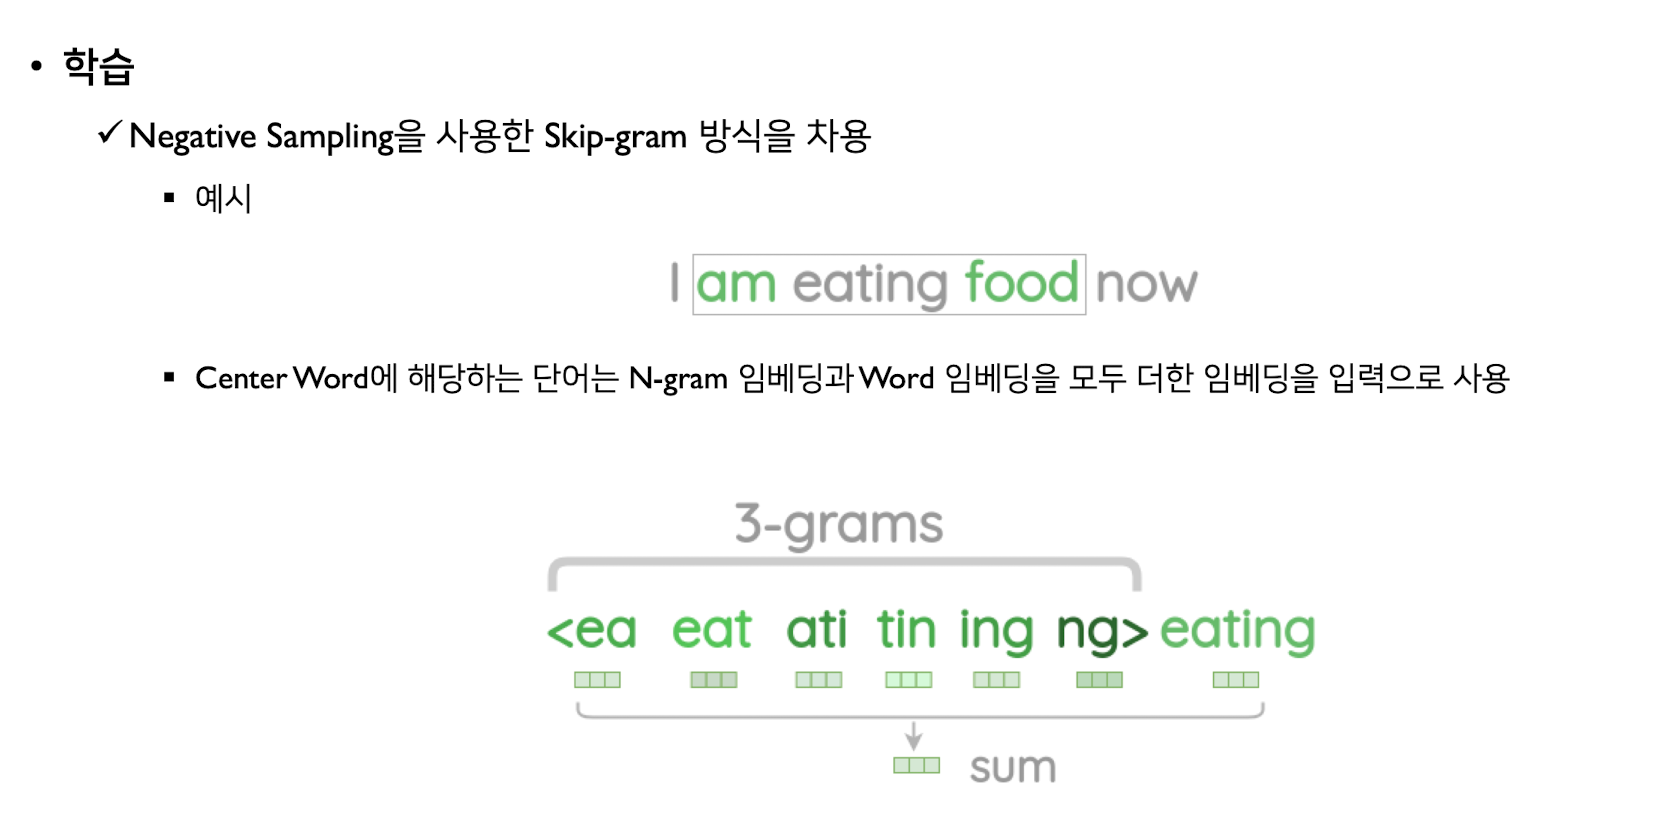 • 학습
✓ Negative Sampling을 사용한 Skip-gram 방식을 차용
▪ 예시
I am eating food now
▪ Center Word에 해당하는 단어는 N-gram 임베딩과 Word 임베딩을 모두 더한 임베딩을 입력으로 사용
3-grams
<ea eat ati tin ing ng> eating
sum